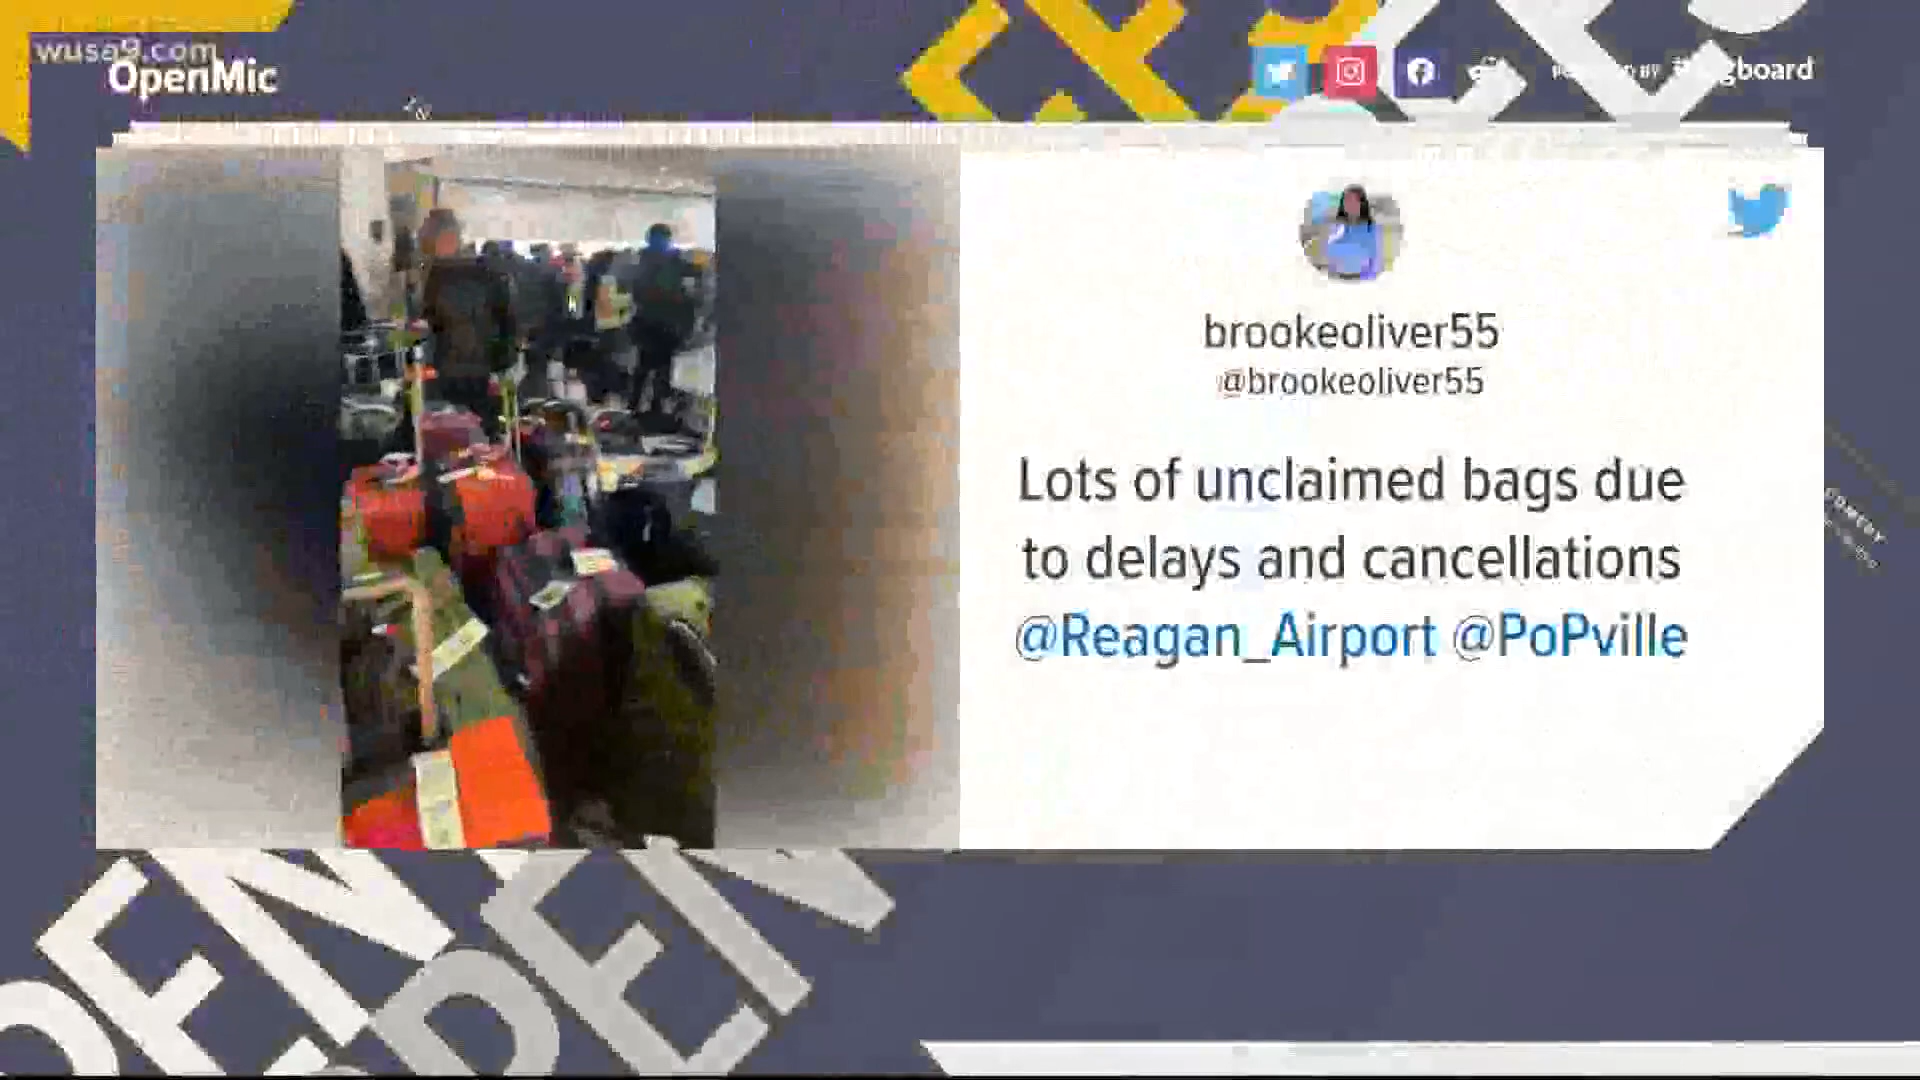 wusa9.com
OpenMic
brookeoliver55
@brookeoliver55
Lots of unclaimed bags due
to delays and cancellations
@Reagan_Airport @PoPville